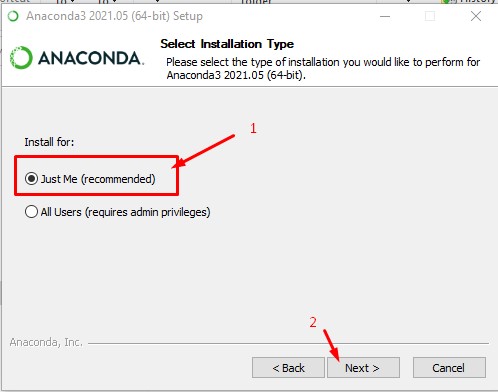 Anaconda3 2021.05 (64-bit) Setup
ANACONDA.
Select Installation Type
Please select the type of installation you would like to perform for
Anaconda3 2021.05 (64-bit).
1
Install for:
Just Me (recommended)
All Users (requires admin privileges)
2
Anaconda, Inc.
< Back
Next >
Cancel